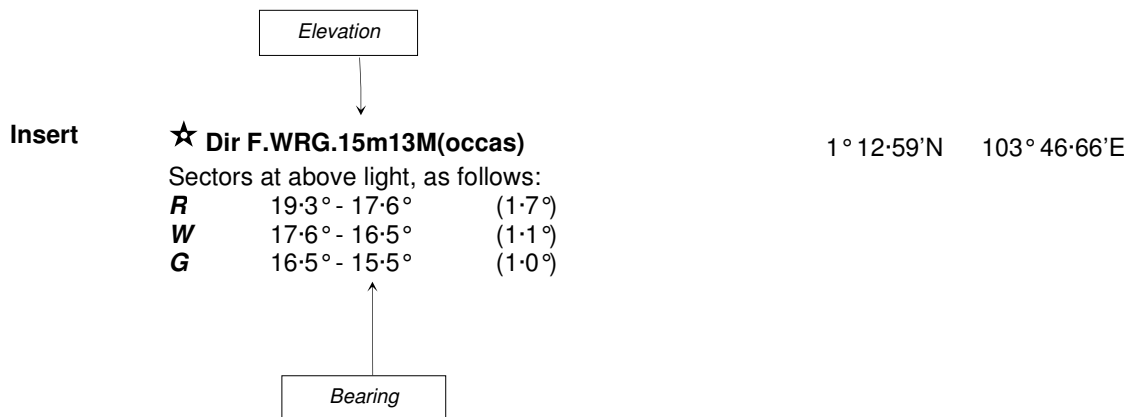 Elevation
Insert ☆ Dir F.WRG.15m13M(occas) 1°12·59’N 103°46·66’E
Sectors at above light, as follows:
R 19·3° - 17·6° (1·7°)
W 17·6° - 16·5° (1·1°)
G 16·5° - 15·5° (1·0°)
Bearing